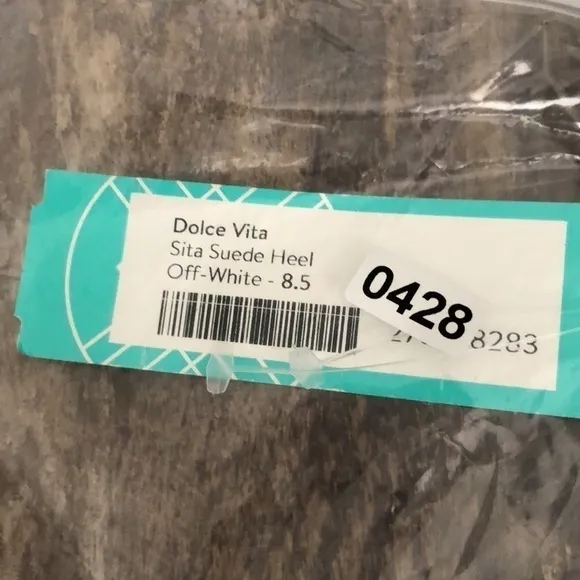 Dolce Vita
Sita Suede Heel
Off-White - 8.5
0428
8283